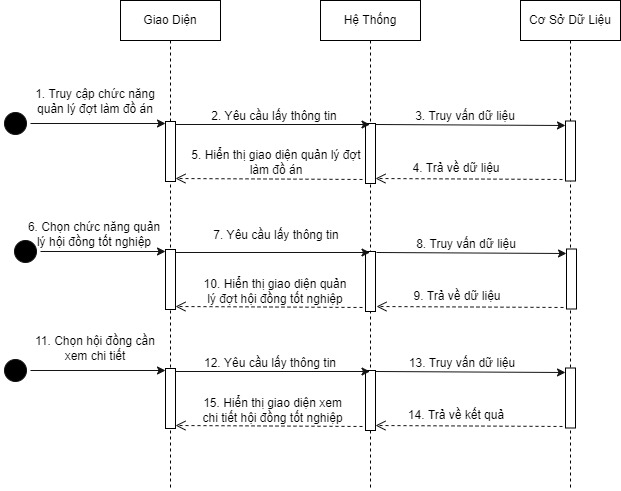 Giao Diện
Hệ Thống
Cơ Sở Dữ Liệu
1. Truy cập chức năng
quản lý đợt làm đồ án
2. Yêu cầu lấy thông tin
3. Truy vấn dữ liệu
4. Trả về dữ liệu
5. Hiển thị giao diện quản lý đợt
làm đồ án
6. Chọn chức năng quản
lý hội đồng tốt nghiệp
7. Yêu cầu lấy thông tin
8. Truy vấn dữ liệu
9. Trả về dữ liệu
10. Hiển thị giao diện quản
lý đợt hội đồng tốt nghiệp
11. Chọn hội đồng cần
xem chi tiết
12. Yêu cầu lấy thông tin
13. Truy vấn dữ liệu
14. Trả về kết quả
15. Hiển thị giao diện xem
chi tiết hội đồng tốt nghiệp